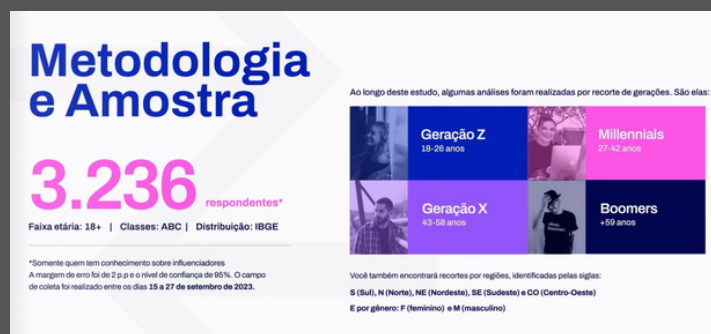 Metodologia
e Amostra
3.236 respondentes*
Faixa etária: 18+ | Classes: ABC | Distribuição: IBGE
*Somente quem tem conhecimento sobre influenciadores
A margem de erro foi de 2 p.p e o nível de confiança de 95%. O campo
de coleta foi realizado entre os dias 15 a 27 de setembro de 2023.
Ao longo deste estudo, algumas análises foram realizadas por recorte de gerações. São elas:
Geração Z
18-26 anos
Millennials
27-42 anos
Geração X
43-58 anos
Boomers
+59 anos
Você também encontrará recortes por regiões, identificadas pelas siglas:
S (Sul), N (Norte), NE (Nordeste), SE (Sudeste) e CO (Centro-Oeste)
E por gênero: F (feminino) e M (masculino)